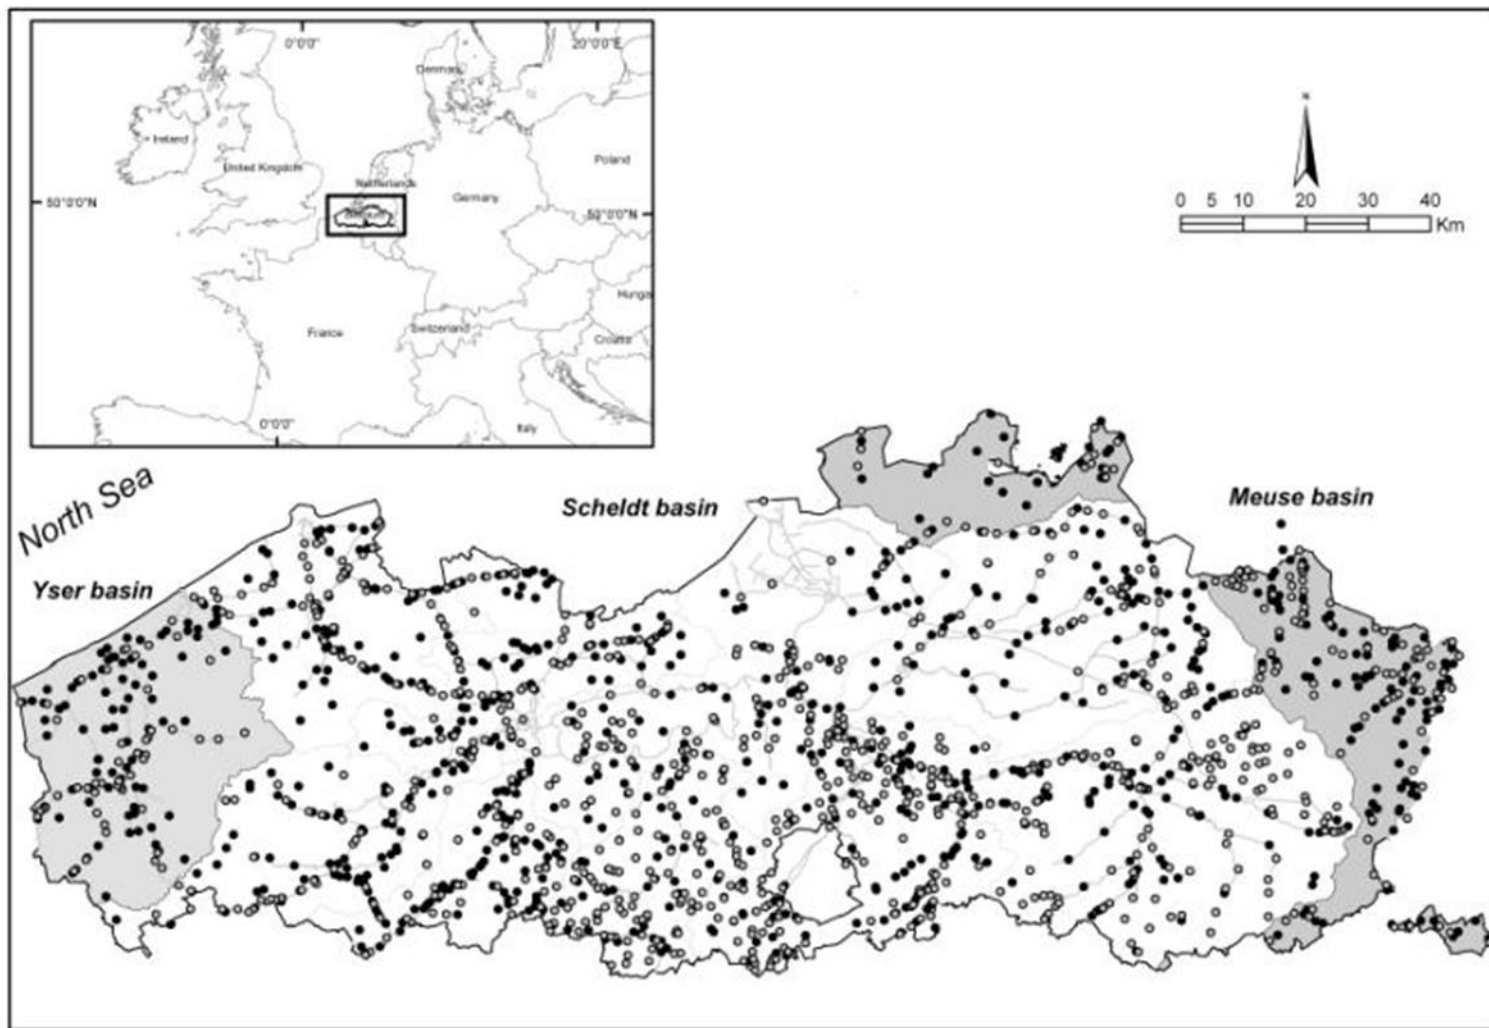 0°0'0"
20°0'0"E
Denmark
Ireland
United Kingdom
Poland
Netherlands
Germany
50°0'0"N
50°0'0"N
France
Switzerland
Croatia
0°0'0"
Italy
N
0 5 10 20 30 40
Km
North Sea
Scheldt basin
Meuse basin
Yser basin